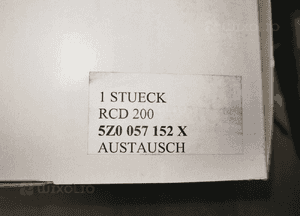 1 STUECK
RCD 200
5Z0 057 152 X
AUSTAUSCH